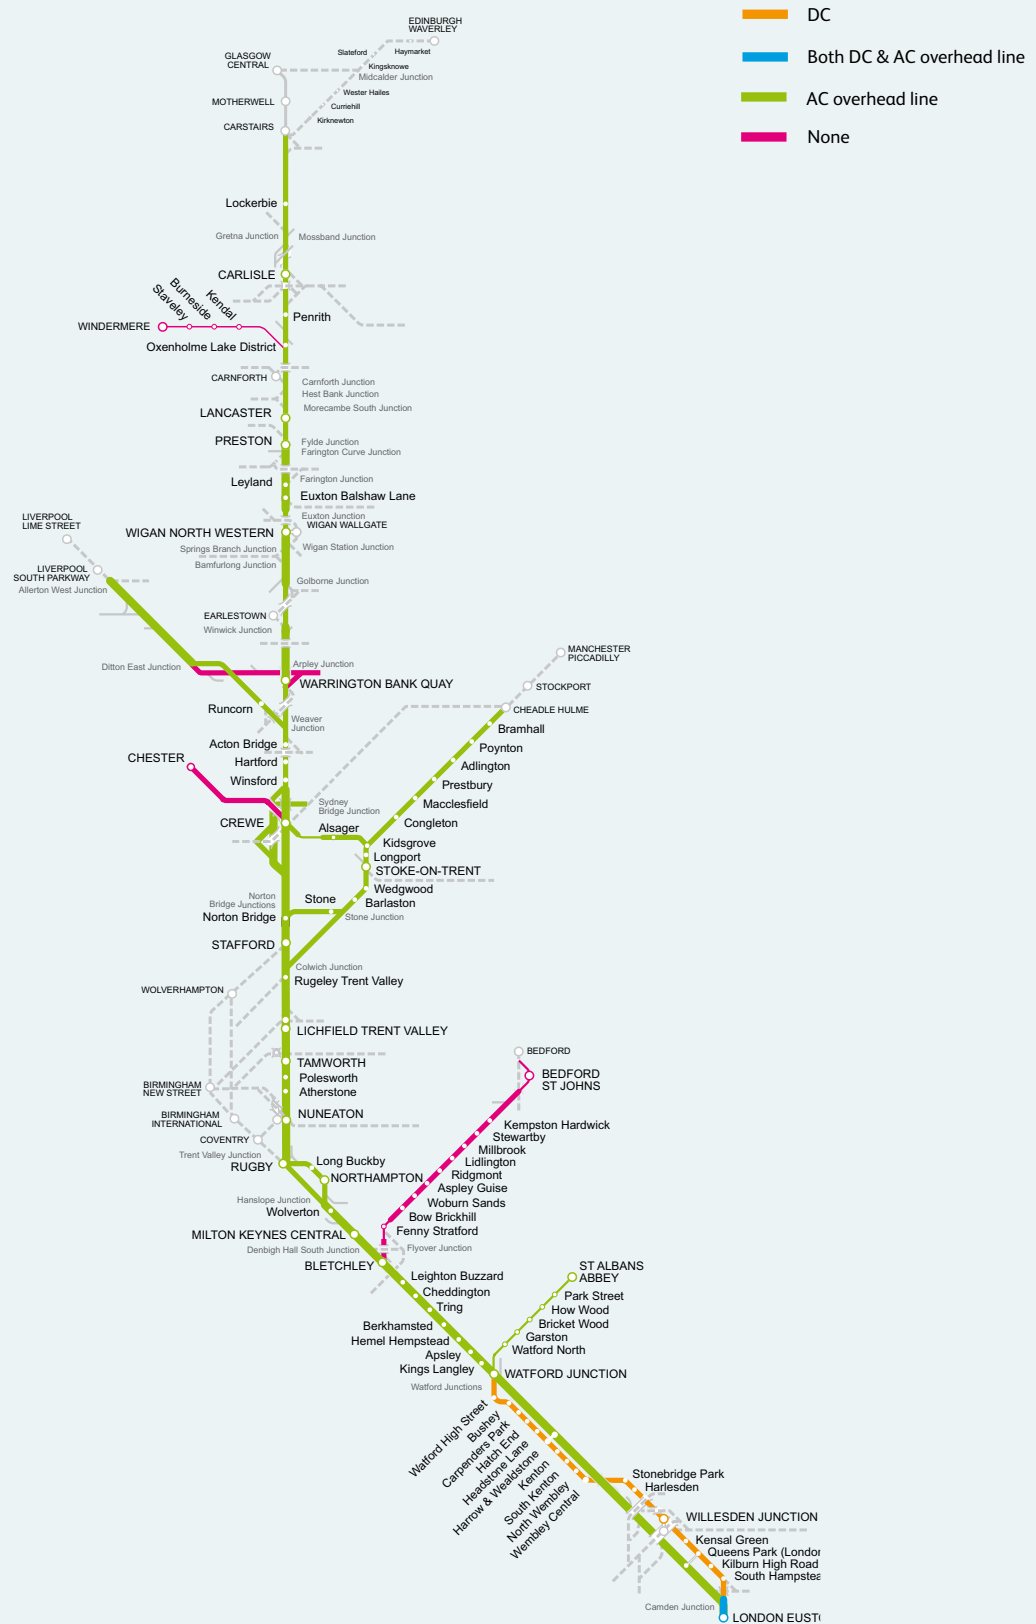 DC
Both DC & AC overhead line
AC overhead line
None
EDINBURGH
WAVERLEY
Slateford
Haymarket
GLASGOW
CENTRAL
Kingsknowe
Midcalder Junction
Wester Hailes
MOTHERWELL
Curriehill
Kirknewton
CARSTAIRS
Lockerbie
Gretna Junction
Mossband Junction
CARLISLE
Penrith
Kendal
Burneside
Staveley
WINDERMERE
Oxenholme Lake District
CARNFORTH
Carnforth Junction
Hest Bank Junction
Morecambe South Junction
LANCASTER
PRESTON
Fylde Junction
Farington Curve Junction
Leyland
Farington Junction
Euxton Balshaw Lane
Euxton Junction
WIGAN NORTH WESTERN
WIGAN WALLGATE
LIVERPOOL
LIME STREET
Springs Branch Junction
Wigan Station Junction
Bamfurlong Junction
LIVERPOOL
SOUTH PARKWAY
Allerton West Junction
Golborne Junction
EARLESTOWN
Winwick Junction
MANCHESTER
PICCADILLY
Ditton East Junction
Arpley Junction
WARRINGTON BANK QUAY
STOCKPORT
Runcorn
CHEADLE HULME
Weaver
Junction
Bramhall
Acton Bridge
Poynton
CHESTER
Hartford
Adlington
Winsford
Prestbury
Sydney
Bridge Junction
Macclesfield
CREWE
Alsager
Congleton
Kidsgrove
Longport
STOKE-ON-TRENT
Wedgwood
Norton
Bridge Junctions
Stone
Barlaston
Norton Bridge
Stone Junction
STAFFORD
Colwich Junction
Rugeley Trent Valley
WOLVERHAMPTON
LICHFIELD TRENT VALLEY
BEDFORD
TAMWORTH
BEDFORD
ST JOHNS
Polesworth
Atherstone
BIRMINGHAM
NEW STREET
NUNEATON
BIRMINGHAM
INTERNATIONAL
Kempston Hardwick
Stewartby
COVENTRY
Millbrook
Trent Valley Junction
RUGBY
Long Buckby
Lidlington
NORTHAMPTON
Ridgmont
Aspley Guise
Hanslope Junction
Woburn Sands
Wolverton
Bow Brickhill
MILTON KEYNES CENTRAL
Fenny Stratford
Denbigh Hall South Junction
Flyover Junction
BLETCHLEY
ST ALBANS
ABBEY
Leighton Buzzard
Cheddington
Park Street
Tring
How Wood
Berkhamsted
Bricket Wood
Hemel Hempstead
Garston
Apsley
Watford North
Kings Langley
WATFORD JUNCTION
Watford Junctions
Watford High Street
Bushey
Carpenders Park
Hatch End
Headstone Lane
Harrow & Wealdstone
Kenton
South Kenton
North Wembley
Wembley Central
Stonebridge Park
Harlesden
WILLESDEN JUNCTION
Kensal Green
Queens Park (London
Kilburn High Road
South Hampstea
Camden Junction
LONDON EUSTO